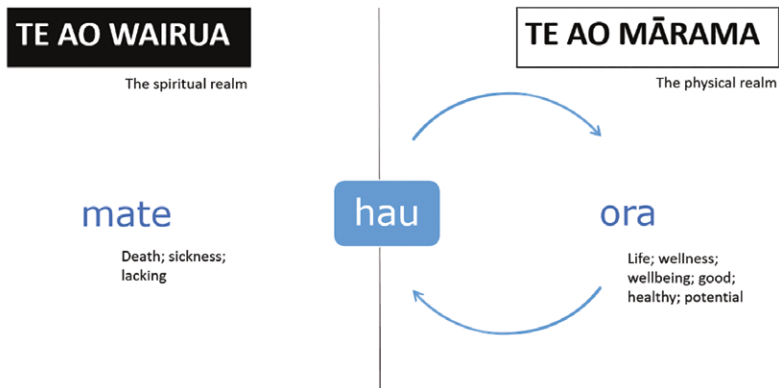 TE AO WAIRUA
The spiritual realm
TE AO MĀRAMA
The physical realm
mate
Death; sickness;
lacking
hau
ora
Life; wellness;
wellbeing; good;
healthy; potential